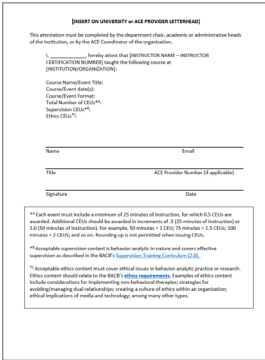 [INSERT ON UNIVERSITY or ACE PROVIDER LETTERHEAD]
This attestation must be completed by the department chair, academic or administrative heads
of the institution, or by the ACE Coordinator of the organization.
I, ____________, hereby attest that [INSTRUCTOR NAME – INSTRUCTOR
CERTIFICATION NUMBER] taught the following course at
[INSTITUTION/ORGANIZATION]:
Course Name/Event Title:
Course/Event date(s):
Course/Event Format:
Total Number of CEUs*ᴬ:
Supervision CEUs*ᴮ:
Ethics CEUs*ᶜ:
Name Email
Title ACE Provider Number (if applicable)
Signature Date
*ᴬ Each event must include a minimum of 25 minutes of instruction, for which 0.5 CEUs are
awarded. Additional CEUs should be awarded in increments of .5 (25 minutes of instruction) or
1.0 (50 minutes of instruction). For example, 50 minutes = 1 CEU; 75 minutes = 1.5 CEUs; 100
minutes = 2 CEUs; and so on. Rounding up is not permitted when issuing CEUs.
*ᴮ Acceptable supervision content is behavior-analytic in nature and covers effective
supervision as described in the BACB's Supervision Training Curriculum (2.0).
*ᶜ Acceptable ethics content must cover ethical issues in behavior-analytic practice or research.
Ethics content should relate to the BACB's ethics requirements. Examples of ethics content
include considerations for implementing non-behavioral therapies; strategies for
avoiding/managing dual relationships; creating a culture of ethics within an organization;
ethical implications of media and technology; among many other types.